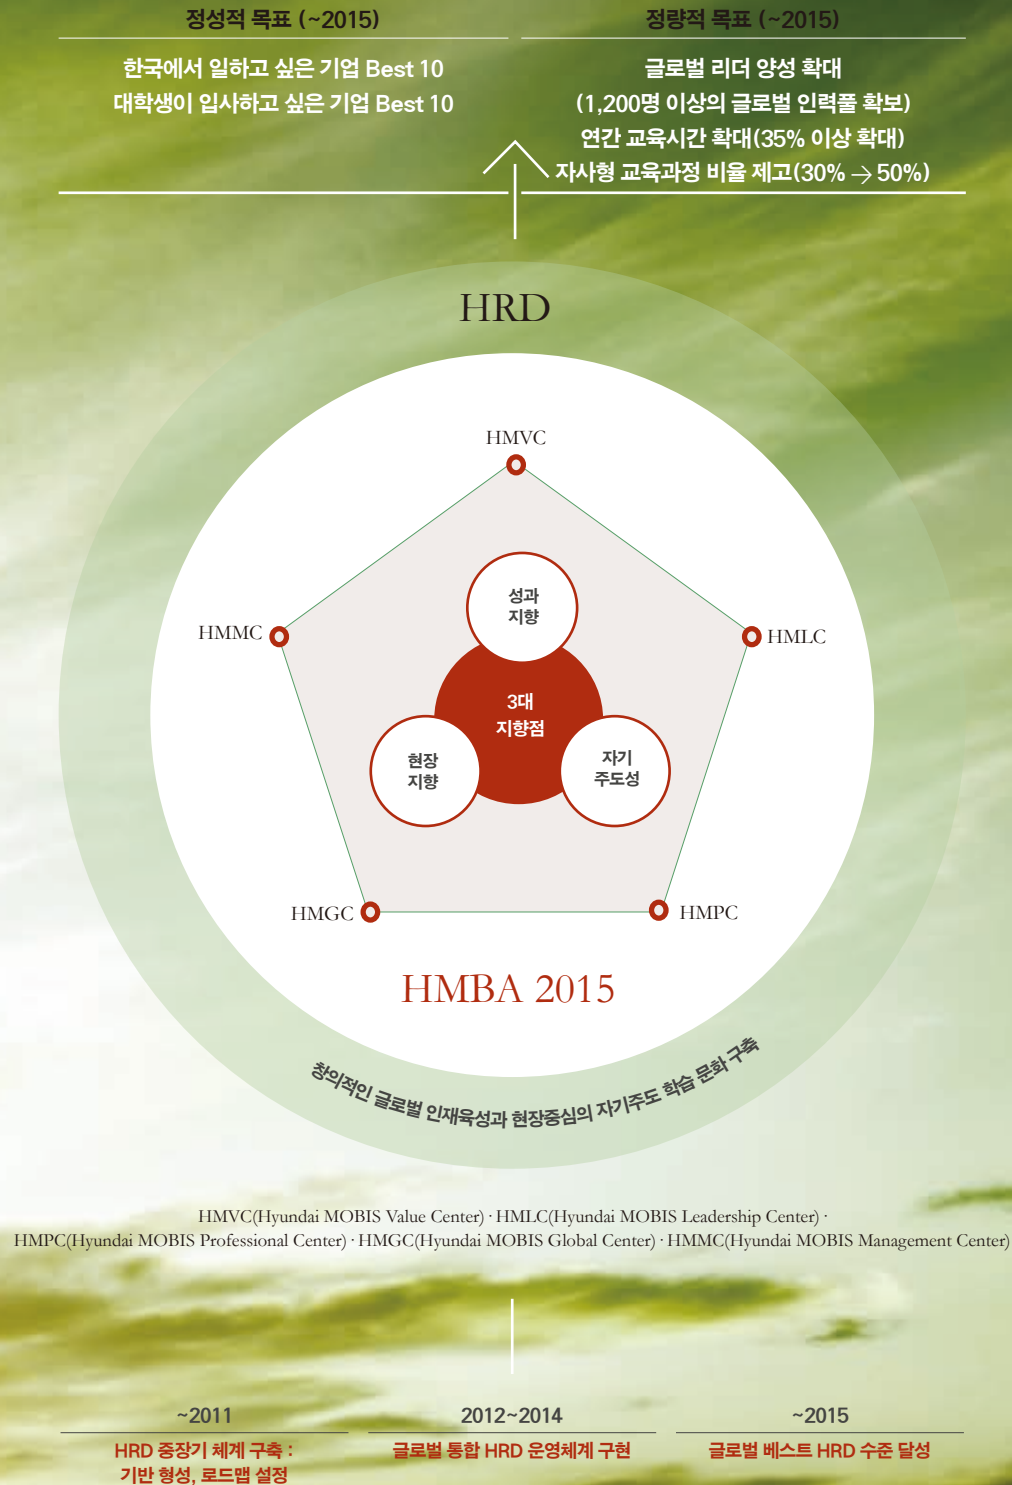 정성적 목표 (~2015)
한국에서 일하고 싶은 기업 Best 10
대학생이 입사하고 싶은 기업 Best 10
정량적 목표 (~2015)
글로벌 리더 양성 확대
(1,200명 이상의 글로벌 인력풀 확보)
연간 교육시간 확대(35% 이상 확대)
자사형 교육과정 비율 제고(30% → 50%)
HRD
HMVC
HMMC
HMLC
성과
지향
3대
지향점
현장
지향
자기
주도성
HMGC
HMPC
HMBA 2015
창의적인 글로벌 인재육성과 현장중심의 자기주도 학습 문화 구축
HMVC(Hyundai MOBIS Value Center) · HMLC(Hyundai MOBIS Leadership Center) ·
HMPC(Hyundai MOBIS Professional Center) · HMGC(Hyundai MOBIS Global Center) · HMMC(Hyundai MOBIS Management Center)
~2011
HRD 중장기 체계 구축 :
기반 형성, 로드맵 설정
2012~2014
글로벌 통합 HRD 운영체계 구현
~2015
글로벌 베스트 HRD 수준 달성